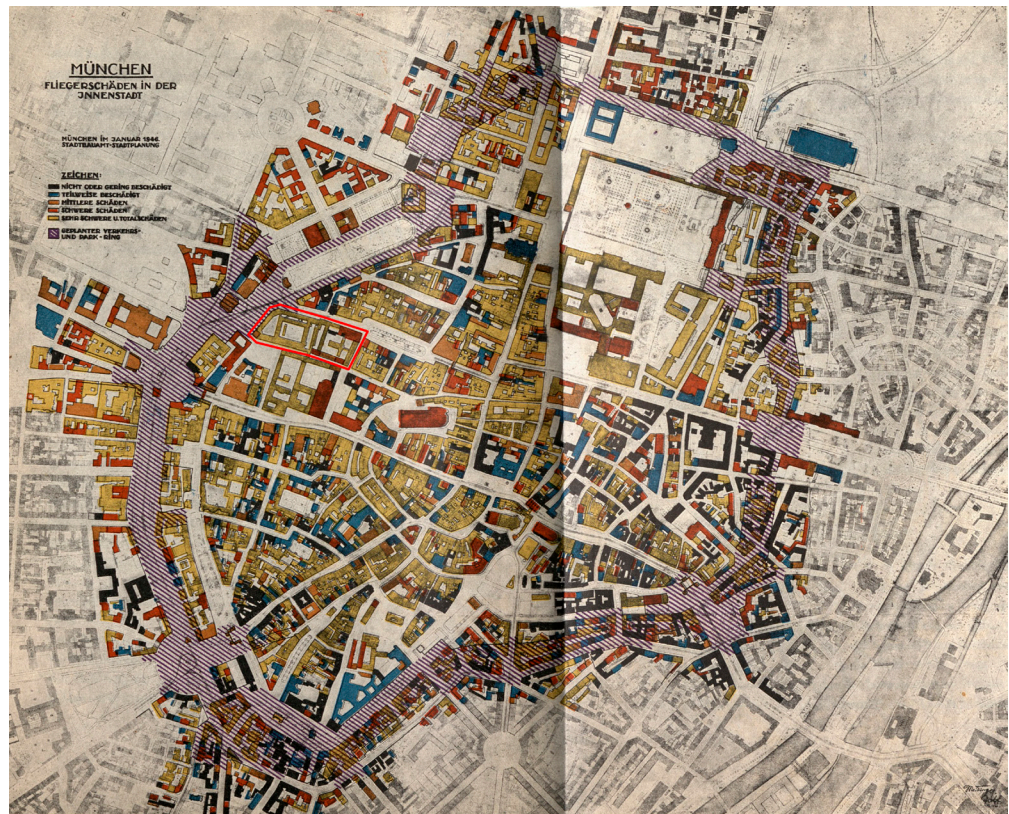 MÜNCHEN
FLIEGERSCHÄDEN IN DER
JNNENSTADT
MÜNCHEN IM JANUAR 1946
STADTBAUAMT-STADTPLANUNG
ZEICHEN:
NICHT ODER GERING BESCHÄDIGT
TEILWEISE BESCHÄDIGT
MITTLERE SCHÄDEN
SCHWERE SCHÄDEN
SEHR SCHWERE U. TOTALSCHÄDEN
GEPLANTER VERKEHRS-
UND PARK-RING